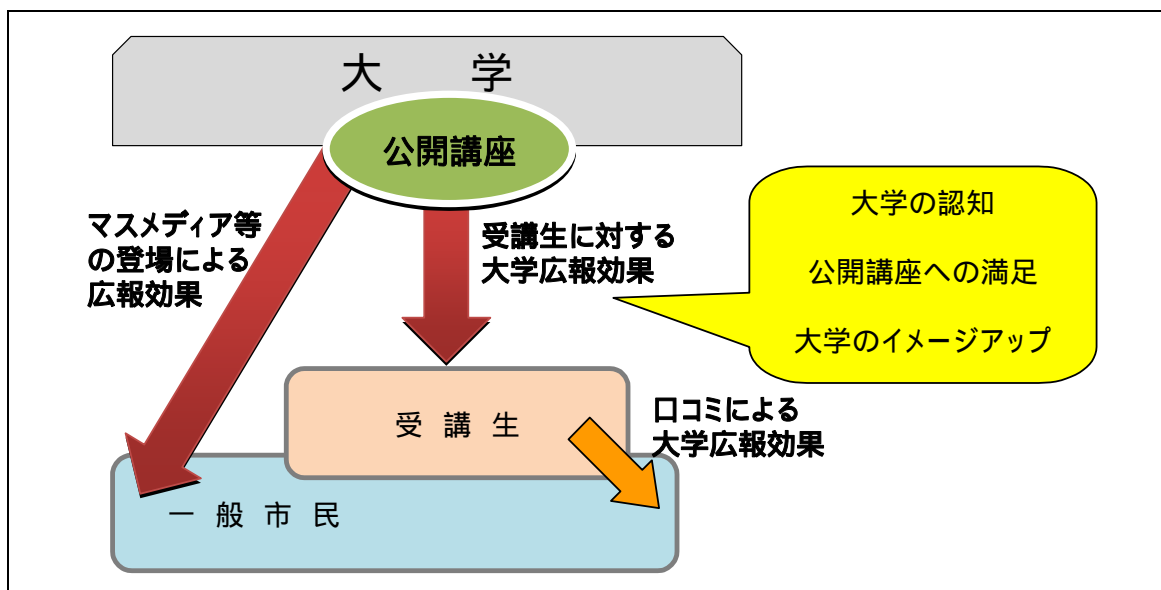 大　学
公開講座
マスメディア等
の登場による
広報効果
受講生に対する
大学広報効果
大学の認知
公開講座への満足
大学のイメージアップ
受 講 生
口コミによる
大学広報効果
一 般 市 民